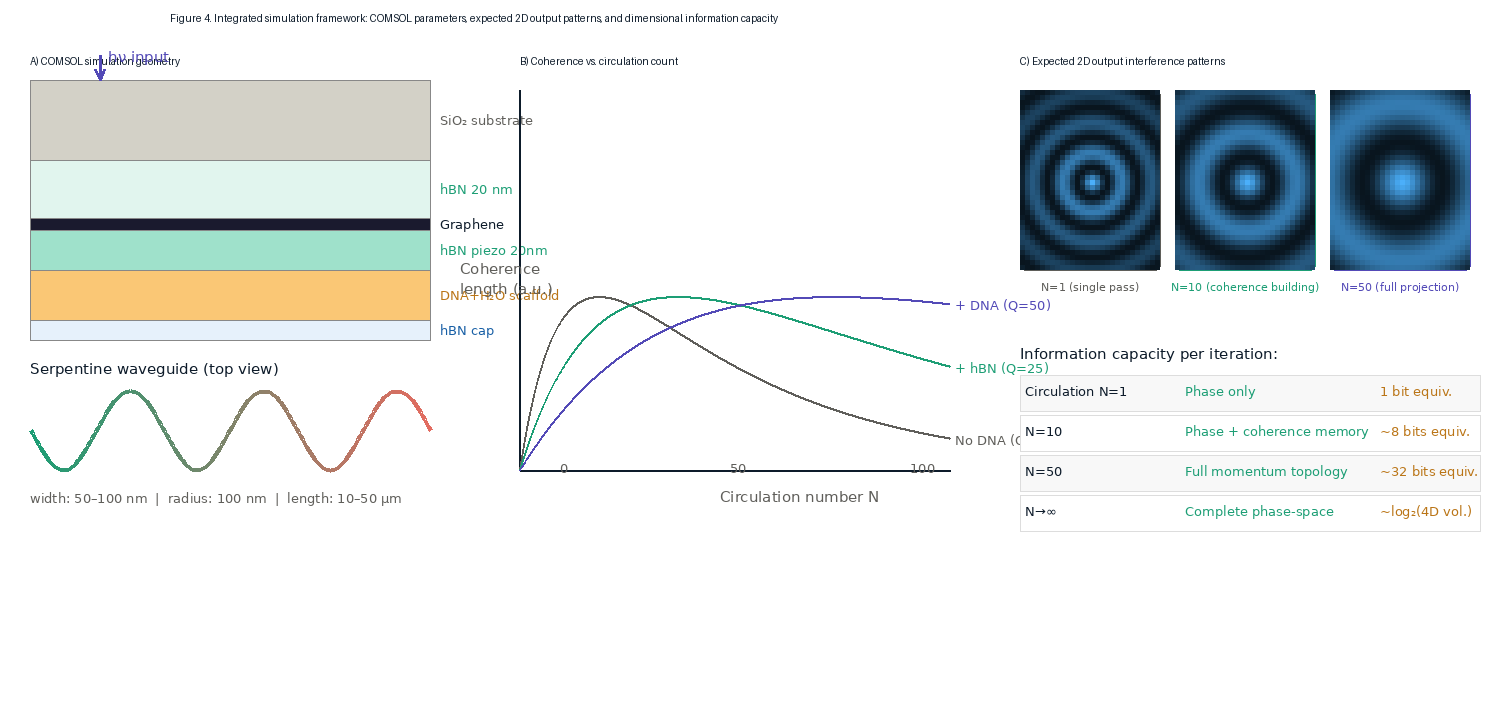 Figure 4. Integrated simulation framework: COMSOL parameters, expected 2D output patterns, and dimensional information capacity
A) COMSOL simulation geometry
hν input
SiO₂ substrate
hBN 20 nm
Graphene
hBN piezo 20nm
DNA+H₂O scaffold
hBN cap
Serpentine waveguide (top view)
width: 50–100 nm | radius: 100 nm | length: 10–50 μm
B) Coherence vs. circulation count
Coherence
length (a.u.)
+ DNA (Q=50)
+ hBN (Q=25)
No DNA (
0 50 100
Circulation number N
C) Expected 2D output interference patterns
N=1 (single pass) N=10 (coherence building) N=50 (full projection)
Information capacity per iteration:
Circulation N=1 Phase only 1 bit equiv.
N=10 Phase + coherence memory ~8 bits equiv.
N=50 Full momentum topology ~32 bits equiv.
N→∞ Complete phase-space ~log₂(4D vol.)